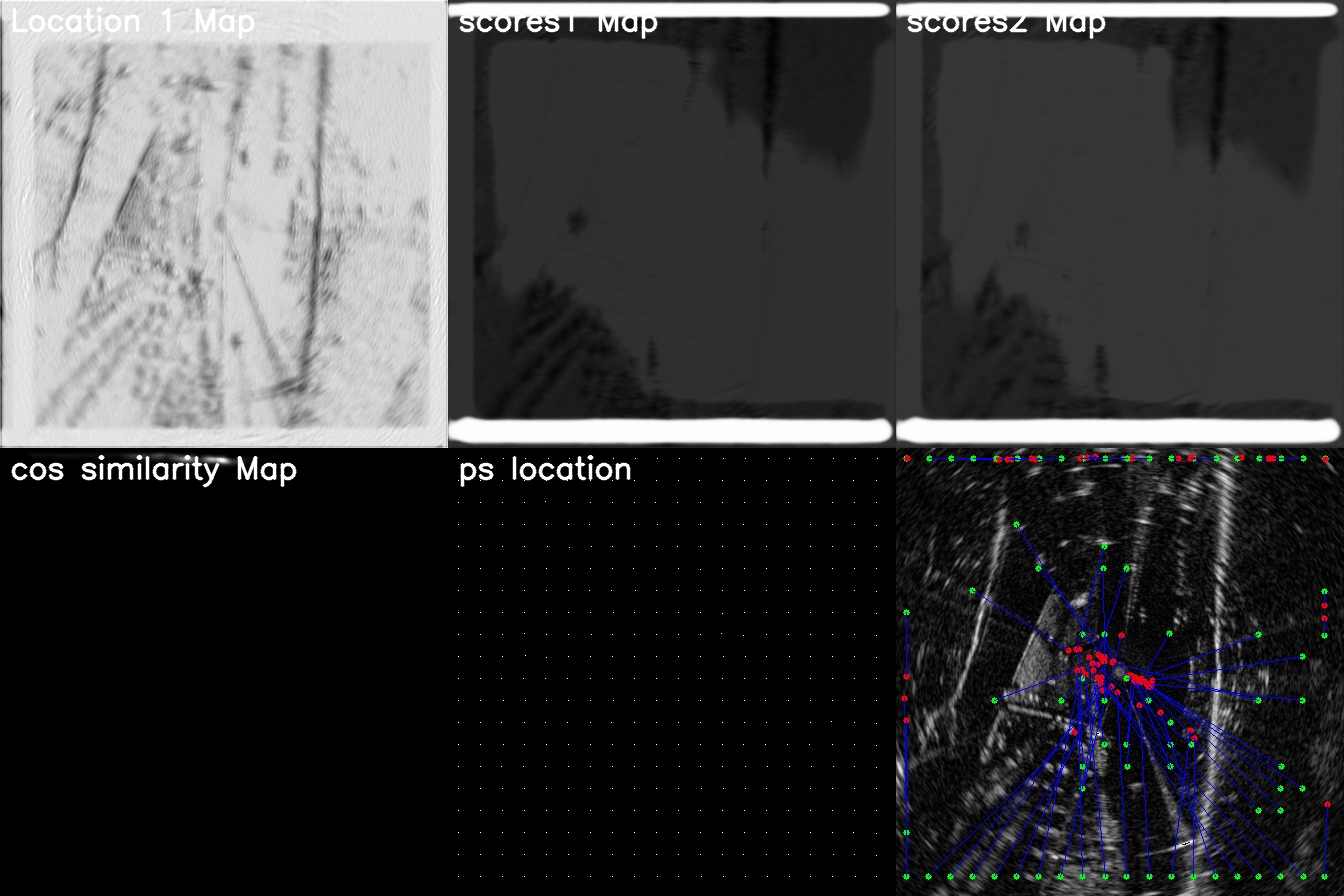 Location 1 Map
scores1 Map
scores2 Map
cos similarity Map
ps location